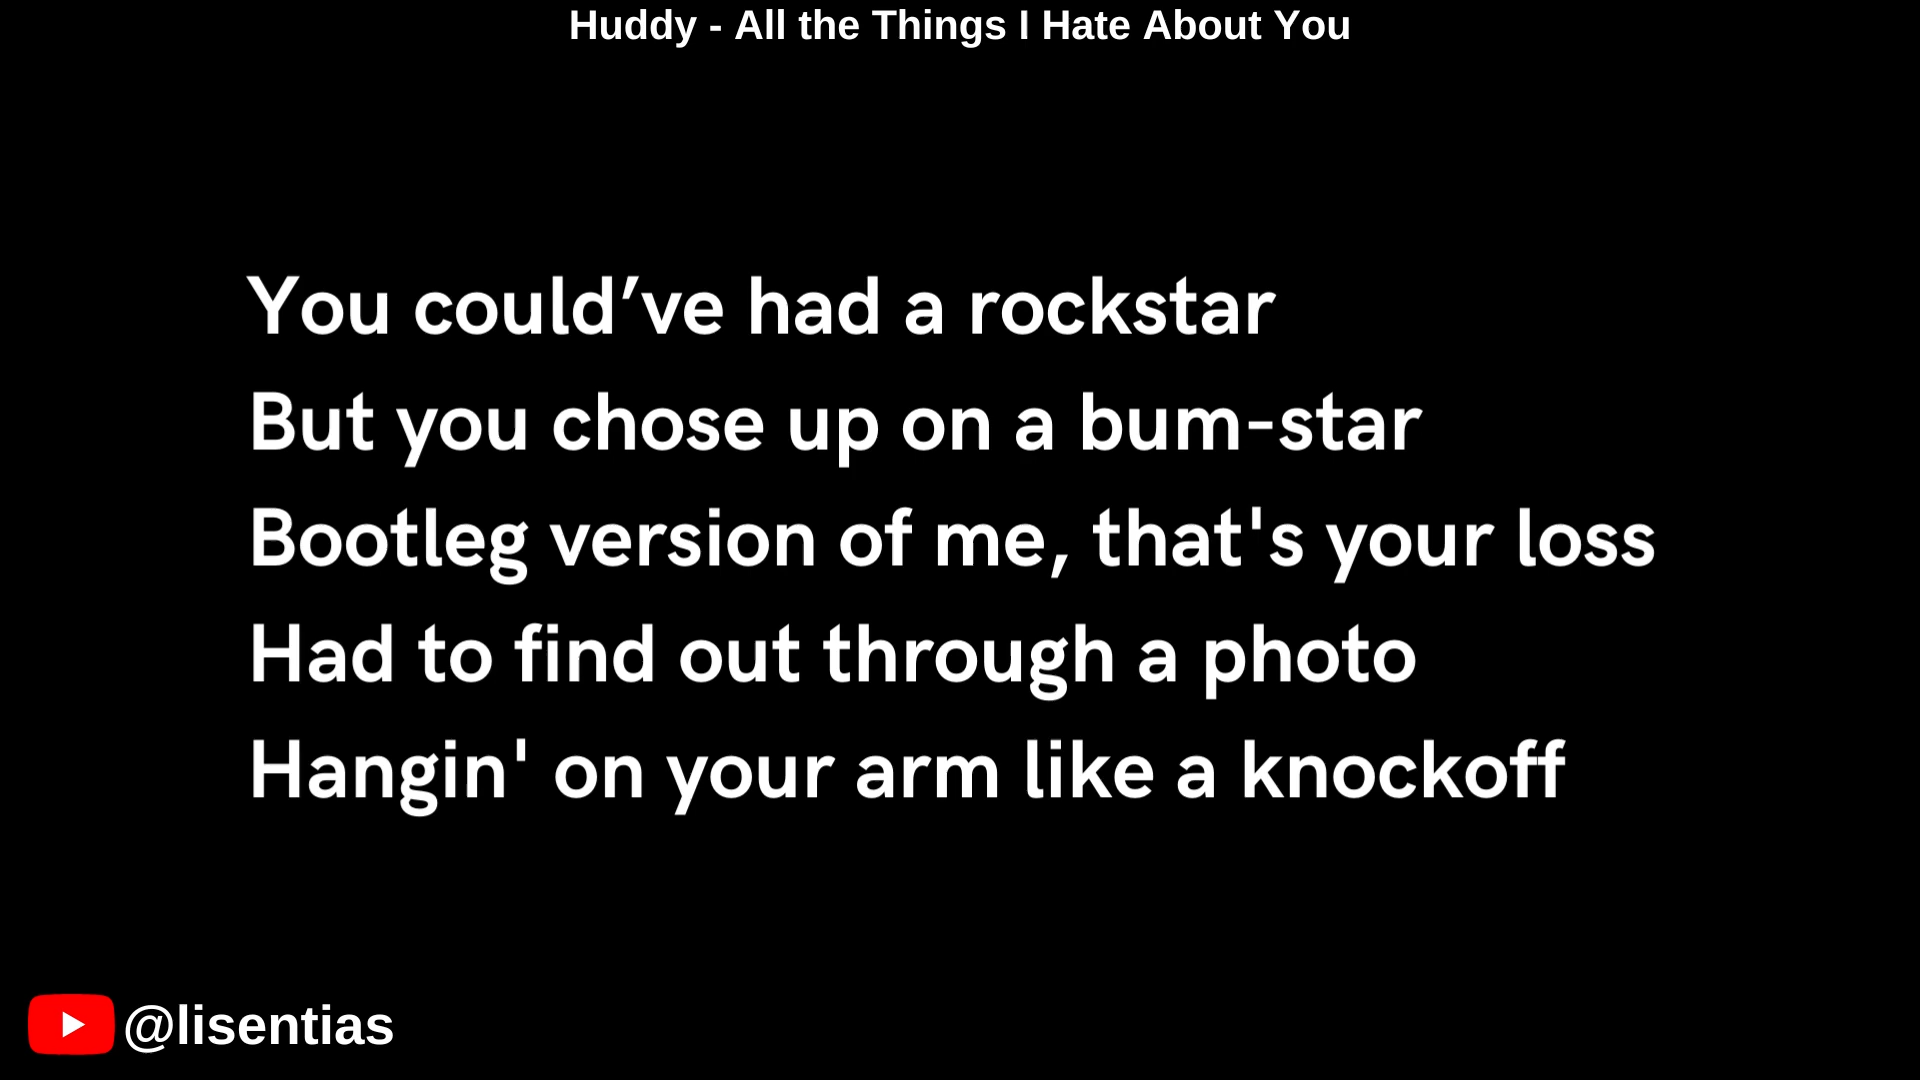 Huddy - All the Things I Hate About You
You could’ve had a rockstar
But you chose up on a bum-star
Bootleg version of me, that's your loss
Had to find out through a photo
Hangin' on your arm like a knockoff
@lisentias